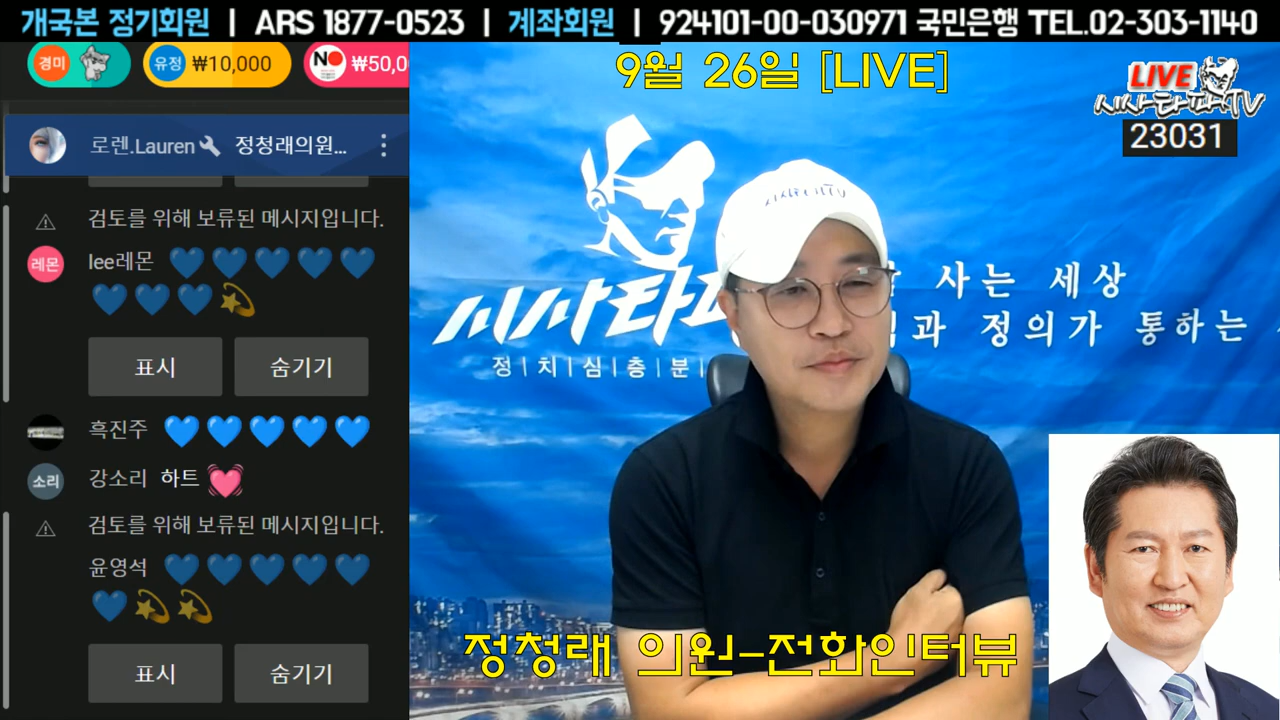 개국본 정기회원 | ARS 1877-0523 | 계좌회원 | 924101-00-030971 국민은행 TEL.02-303-1140
경미
유정 ₩10,000
NO ₩50,0
9월 26일 [LIVE]
LIVE
시사타파TV
23031
로렌.Lauren 정청래의원...
검토를 위해 보류된 메시지입니다.
레몬 lee레몬 💙💙💙💙💙
💙💙💙💫
표시 숨기기
흑진주 💙💙💙💙💙
소리 강소리 하트 💓
검토를 위해 보류된 메시지입니다.
윤영석 💙💙💙💙💙
💙💫💫
표시 숨기기
시사타파TV
시사타파
정|치|심|층|분|
사는 세상
과 정의가 통하는
정청래 의원-전화인터뷰